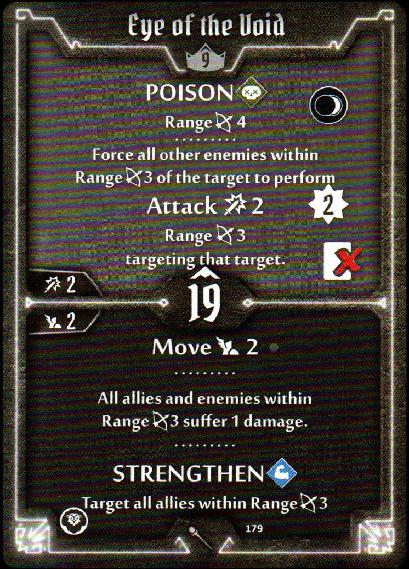 Eye of the Void
9
POISON
Range 4
Force all other enemies within
Range 3 of the target to perform
Attack 2
2
Range 3
targeting that target.
2
19
2
Move 2
All allies and enemies within
Range 3 suffer 1 damage.
STRENGTHEN
Target all allies within Range 3
179